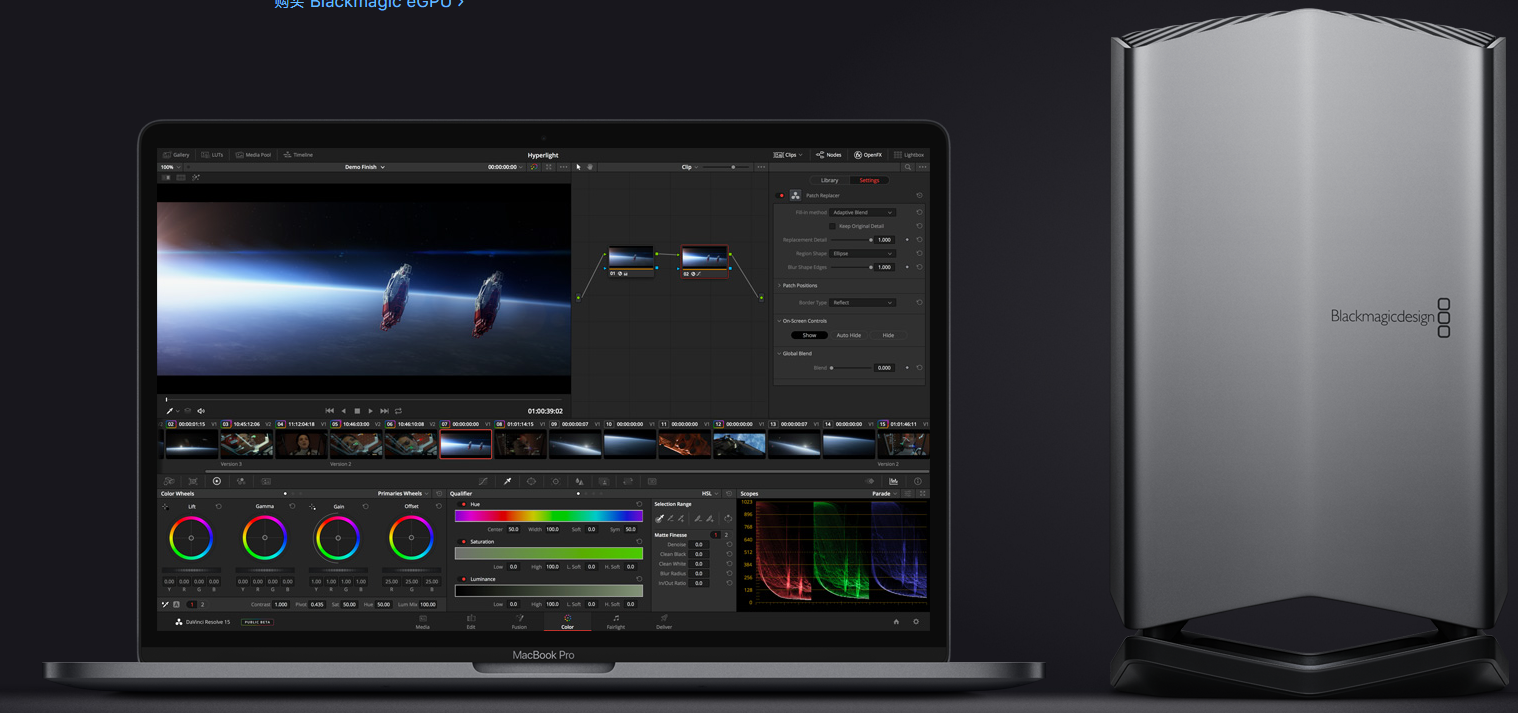 购买 Blackmagic eGPU ›
Gallery LUTs Media Pool Timeline Hyperlight Clips Nodes OpenFX Lightbox
100% Demo Finish 00:00:00:00 Clip
Library Settings
Patch Replacer
Fill-in method Adaptive Blend
Keep Original Detail
Replacement Detail 1.000
Region Shape Ellipse
Blur Shape Edges 1.000
Patch Positions
Border Type Reflect
On-Screen Controls
Show Auto Hide Hide
Global Blend
Blend 0.000
01 02
Blackmagicdesign
01:00:39:02
02 00:00:01:15 V1 03 10:45:12:06 V2 04 11:12:04:18 V1 05 10:46:03:00 V2 06 10:46:10:08 V2 07 00:00:00:00 V1 08 01:01:14:15 V1 09 00:00:00:07 V1 10 00:00:00:00 V1 11 00:00:00:00 V1 12 00:00:00:00 V1 13 00:00:00:07 V1 14 00:00:00:00 V1 15 01:01:46:11 V1
Version 3 Version 2 Version 2
Color Wheels Primaries Wheels Qualifier HSL Scopes Parade
Lift Gamma Gain Offset
0.00 0.00 0.00 0.00 0.00 0.00 0.00 0.00 1.00 1.00 1.00 1.00 25.00 25.00 25.00
Y R G B Y R G B Y R G B R G B
A 1 2 Contrast 1.000 Pivot 0.435 Sat 50.00 Hue 50.00 Lum Mix 100.00
Hue
Center 50.0 Width 100.0 Soft 0.0 Sym 50.0
Saturation
Low 0.0 High 100.0 L. Soft 0.0 H. Soft 0.0
Luminance
Low 0.0 High 100.0 L. Soft 0.0 H. Soft 0.0
Selection Range
Matte Finesse 1 2
Denoise 0.0
Clean Black 0.0
Clean White 0.0
Blur Radius 0.0
In/Out Ratio 0.0
1023
896
768
640
512
384
256
128
0
DaVinci Resolve 15 PUBLIC BETA Media Edit Fusion Color Fairlight Deliver
MacBook Pro